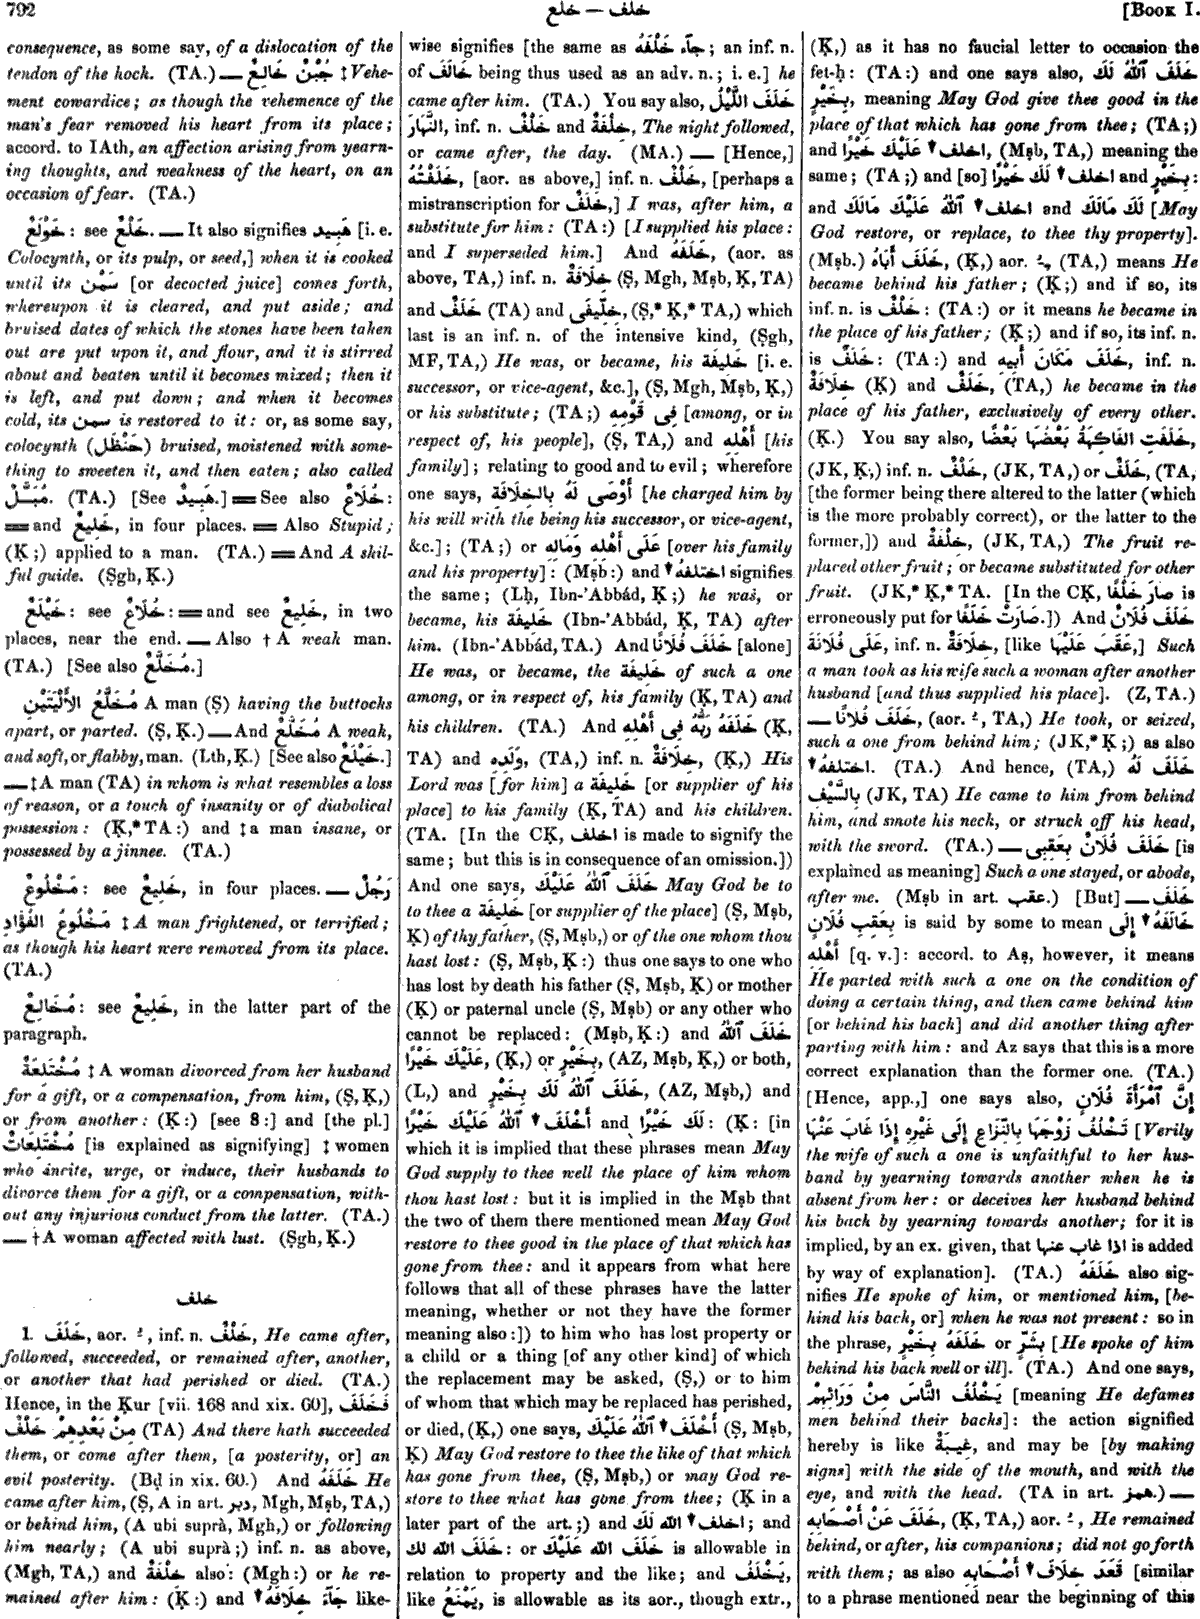 792
خلف — خلع
[BOOK I.
consequence, as some say, of a dislocation of the
tendon of the hock. (TA.) — جُبْنٌ خَالِعٌ ‡ Vehe-
ment cowardice; as though the vehemence of the
man's fear removed his heart from its place;
accord. to IAth, an affection arising from yearn-
ing thoughts, and weakness of the heart, on an
occasion of fear. (TA.)
خَوْلَعٌ: see خَلْعٌ. — It also signifies هَبِيد [i. e.
Colocynth, or its pulp, or seed,] when it is cooked
until its سَمْن [or decocted juice] comes forth,
whereupon it is cleared, and put aside; and
bruised dates of which the stones have been taken
out are put upon it, and flour, and it is stirred
about and beaten until it becomes mixed; then it
is left, and put down; and when it becomes
cold, its سمن is restored to it: or, as some say,
colocynth (حَنْظَل) bruised, moistened with some-
thing to sweeten it, and then eaten; also called
مُبَسَّلٌ. (TA.) [See هَبِيدٌ.] = See also خُلَاعٌ:
= and خَلِيعٌ, in four places. = Also Stupid;
(Ḳ;) applied to a man. (TA.) = And A skil-
ful guide. (Ṣgh, Ḳ.)
خَيْلَعٌ: see خُلَاعٌ: = and see خَلِيعٌ, in two
places, near the end. — Also † A weak man.
(TA.) [See also مُخَلَّعٌ.]
مُخَلَّعُ الأَلْيَتَيْنِ A man (Ṣ) having the buttocks
apart, or parted. (Ṣ, Ḳ.) — And مُخَلَّعٌ A weak,
and soft, or flabby, man. (Lth, Ḳ.) [See also خَيْلَعٌ.]
— ‡ A man (TA) in whom is what resembles a loss
of reason, or a touch of insanity or of diabolical
possession: (Ḳ,* TA:) and ‡ a man insane, or
possessed by a jinnee. (TA.)
مَخْلُوعٌ: see خَلِيعٌ, in four places. — رَجُلٌ
مَخْلُوعُ الفُؤَادِ ‡ A man frightened, or terrified;
as though his heart were removed from its place.
(TA.)
مُخَالِعٌ: see خَلِيعٌ, in the latter part of the
paragraph.
مُخْتَلِعَةٌ ‡ A woman divorced from her husband
for a gift, or a compensation, from him, (Ṣ, Ḳ,)
or from another: (Ḳ:) [see 8:] and [the pl.]
مُخْتَلِعَاتٌ [is explained as signifying] ‡ women
who incite, urge, or induce, their husbands to
divorce them for a gift, or a compensation, with-
out any injurious conduct from the latter. (TA.)
— † A woman affected with lust. (Ṣgh, Ḳ.)
خلف
1. خَلَفَ, aor. ـُ, inf. n. خَلْفٌ, He came after,
followed, succeeded, or remained after, another,
or another that had perished or died. (TA.)
Hence, in the Ḳur [vii. 168 and xix. 60], فَخَلَفَ
مِنْ بَعْدِهِمْ خَلْفٌ (TA) And there hath succeeded
them, or come after them, [a posterity, or] an
evil posterity. (Bḍ in xix. 60.) And خَلَفَهُ He
came after him, (Ṣ, A in art. دبر, Mgh, Mṣb, TA,)
or behind him, (A ubi suprà, Mgh,) or following
him nearly; (A ubi suprà;) inf. n. as above,
(Mgh, TA,) and خِلْفَةٌ also: (Mgh:) or he re-
mained after him: (Ḳ:) and ▼ جَآءَ خِلَافَهُ like-
wise signifies [the same as جَآءَ خَلْفَهُ; an inf. n.
of خَالَفَ being thus used as an adv. n.; i. e.] he
came after him. (TA.) You say also, خَلَفَ اللَّيْلُ
النَّهَارَ, inf. n. خَلْفٌ and خِلْفَةٌ, The night followed,
or came after, the day. (MA.) — [Hence,]
خَلَفْتُهُ, [aor. as above,] inf. n. خَلْفٌ, [perhaps a
mistranscription for خَلَفٌ,] I was, after him, a
substitute for him: (TA:) [I supplied his place:
and I superseded him.] And خَلَفَهُ, (aor. as
above, TA,) inf. n. خِلَافَةٌ (Ṣ, Mgh, Mṣb, Ḳ, TA)
and خَلَفٌ (TA) and خِلِّيفَى, (Ṣ,* Ḳ,* TA,) which
last is an inf. n. of the intensive kind, (Ṣgh,
MF, TA,) He was, or became, his خَلِيفَة [i. e.
successor, or vice-agent, &c.], (Ṣ, Mgh, Mṣb, Ḳ,)
or his substitute; (TA;) فِى قَوْمِهِ [among, or in
respect of, his people], (Ṣ, TA,) and أَهْلِهِ [his
family]; relating to good and to evil; wherefore
one says, أَوْصَى لَهُ بِالخِلَافَةِ [he charged him by
his will with the being his successor, or vice-agent,
&c.]; (TA;) or عَلَى أَهْلِهِ وَمَالِهِ [over his family
and his property]: (Mṣb:) and ▼ اختلفهُ signifies
the same; (Lḥ, Ibn-'Abbád, Ḳ;) he was, or
became, his خَلِيفَة (Ibn-'Abbád, Ḳ, TA) after
him. (Ibn-'Abbád, TA.) And خَلَفَ فُلَانًا [alone]
He was, or became, the خَلِيفَة of such a one
among, or in respect of, his family (Ḳ, TA) and
his children. (TA.) And خَلَفَهُ رَبُّهُ فِى أَهْلِهِ (Ḳ,
TA) and وَلَدِهِ, (TA,) inf. n. خِلَافَةٌ, (Ḳ,) His
Lord was [for him] a خَلِيفَة [or supplier of his
place] to his family (Ḳ, TA) and his children.
(TA. [In the CḲ, اخلف is made to signify the
same; but this is in consequence of an omission.])
And one says, خَلَفَ ٱللّٰهُ عَلَيْكَ May God be to
to thee a خَلِيفَة [or supplier of the place] (Ṣ, Mṣb,
Ḳ) of thy father, (Ṣ, Mṣb,) or of the one whom thou
hast lost: (Ṣ, Mṣb, Ḳ:) thus one says to one who
has lost by death his father (Ṣ, Mṣb, Ḳ) or mother
(Ḳ) or paternal uncle (Ṣ, Mṣb) or any other who
cannot be replaced: (Mṣb, Ḳ:) and خَلَفَ ٱللّٰهُ
عَلَيْكَ خَيْرًا, (Ḳ,) or بِخَيْرٍ, (AZ, Mṣb, Ḳ,) or both,
(L,) and خَلَفَ ٱللّٰهُ لَكَ بِخَيْرٍ, (AZ, Mṣb,) and
▼ أَخْلَفَ ٱللّٰهُ عَلَيْكَ خَيْرًا and لَكَ خَيْرًا: (Ḳ: [in
which it is implied that these phrases mean May
God supply to thee well the place of him whom
thou hast lost: but it is implied in the Mṣb that
the two of them there mentioned mean May God
restore to thee good in the place of that which has
gone from thee: and it appears from what here
follows that all of these phrases have the latter
meaning, whether or not they have the former
meaning also:]) to him who has lost property or
a child or a thing [of any other kind] of which
the replacement may be asked, (Ṣ,) or to him
of whom that which may be replaced has perished,
or died, (Ḳ,) one says, ▼ أَخْلَفَ ٱللّٰهُ عَلَيْكَ (Ṣ, Mṣb,
Ḳ) May God restore to thee the like of that which
has gone from thee, (Ṣ, Mṣb,) or may God re-
store to thee what has gone from thee; (Ḳ in a
later part of the art.;) and ▼ اخلف ٱللّٰه لَكَ; and
خَلَفَ ٱللّٰه لك: or خَلَفَ ٱللّٰه عَلَيْكَ is allowable in
relation to property and the like; and يَخْلَفُ,
like يَمْنَعُ, is allowable as its aor., though extr.,
(Ḳ,) as it has no faucial letter to occasion the
fet-ḥ: (TA:) and one says also, خَلَفَ ٱللّٰهُ لَكَ
بِخَيْرٍ, meaning May God give thee good in the
place of that which has gone from thee; (TA;)
and ▼ اخلف عَلَيْكَ خَيْرًا, (Mṣb, TA,) meaning the
same; (TA;) and [so] ▼ اخلف لَكَ خَيْرًا and بِخَيْرٍ:
and ▼ اخلف ٱللّٰهُ عَلَيْكَ مَالَكَ and لَكَ مَالَكَ [May
God restore, or replace, to thee thy property].
(Mṣb.) خَلَفَ أَبَاهُ, (Ḳ,) aor. ـُ, (TA,) means He
became behind his father; (Ḳ;) and if so, its
inf. n. is خَلْفٌ: (TA:) or it means he became in
the place of his father; (Ḳ;) and if so, its inf. n.
is خَلَفٌ: (TA:) and خَلَفَ مَكَانَ أَبِيهِ, inf. n.
خِلَافَةٌ (Ḳ) and خَلَفٌ, (TA,) he became in the
place of his father, exclusively of every other.
(Ḳ.) You say also, خَلَفَتِ الفَاكِهَةُ بَعْضُهَا بَعْضًا,
(JK, Ḳ,) inf. n. خَلْفٌ, (JK, TA,) or خَلَفٌ, (TA,
[the former being there altered to the latter (which
is the more probably correct), or the latter to the
former,]) and خِلْفَةٌ, (JK, TA,) The fruit re-
placed other fruit; or became substituted for other
fruit. (JK,* Ḳ,* TA. [In the CḲ, صارَ خَلْفًا is
erroneously put for صَارَتْ خَلَفًا.]) And خَلَفَ فُلَانٌ
عَلَى فُلَانَةَ, inf. n. خِلَافَةٌ, [like عَقَبَ عَلَيْهَا,] Such
a man took as his wife such a woman after another
husband [and thus supplied his place]. (Z, TA.)
— خَلَفَ فُلَانًا, (aor. ـُ, TA,) He took, or seized,
such a one from behind him; (JK,* Ḳ;) as also
▼ اختلفهُ. (TA.) And hence, (TA,) خَلَفَ لَهُ
بِالسَّيْفِ (JK, TA) He came to him from behind
him, and smote his neck, or struck off his head,
with the sword. (TA.) — خَلَفَ فُلَانٌ بِعَقِبِى [is
explained as meaning] Such a one stayed, or abode,
after me. (Mṣb in art. عقب.) [But] — خَلَفَ
بِعَقِبِ فُلَانٍ is said by some to mean ▼ خَالَفَهُ إِلَى
أَهْلِهِ [q. v.]: accord. to Aṣ, however, it means
He parted with such a one on the condition of
doing a certain thing, and then came behind him
[or behind his back] and did another thing after
parting with him: and Az says that this is a more
correct explanation than the former one. (TA.)
[Hence, app.,] one says also, إِنَّ ٱمْرَأَةَ فُلَانٍ
تَخْلُفُ زَوْجَهَا بِالنِّزَاعِ إِلَى غَيْرِهِ إِذَا غَابَ عَنْهَا [Verily
the wife of such a one is unfaithful to her hus-
band by yearning towards another when he is
absent from her: or deceives her husband behind
his back by yearning towards another; for it is
implied, by an ex. given, that اذا غاب عنها is added
by way of explanation]. (TA.) خَلَفَهُ also sig-
nifies He spoke of him, or mentioned him, [be-
hind his back, or] when he was not present: so in
the phrase, خَلَفَهُ بِخَيْرٍ or بِشَرٍّ [He spoke of him
behind his back well or ill]. (TA.) And one says,
يَخْلُفُ النَّاسَ مِنْ وَرَائِهِمْ [meaning He defames
men behind their backs]: the action signified
hereby is like غِيبَةٌ, and may be [by making
signs] with the side of the mouth, and with the
eye, and with the head. (TA in art. همز.) —
خَلَفَ عَنْ أَصْحَابِهِ, (Ḳ, TA,) aor. ـُ, He remained
behind, or after, his companions; did not go forth
with them; as also ▼ قَعَدَ خِلَافَ أَصْحَابِهِ [similar
to a phrase mentioned near the beginning of this